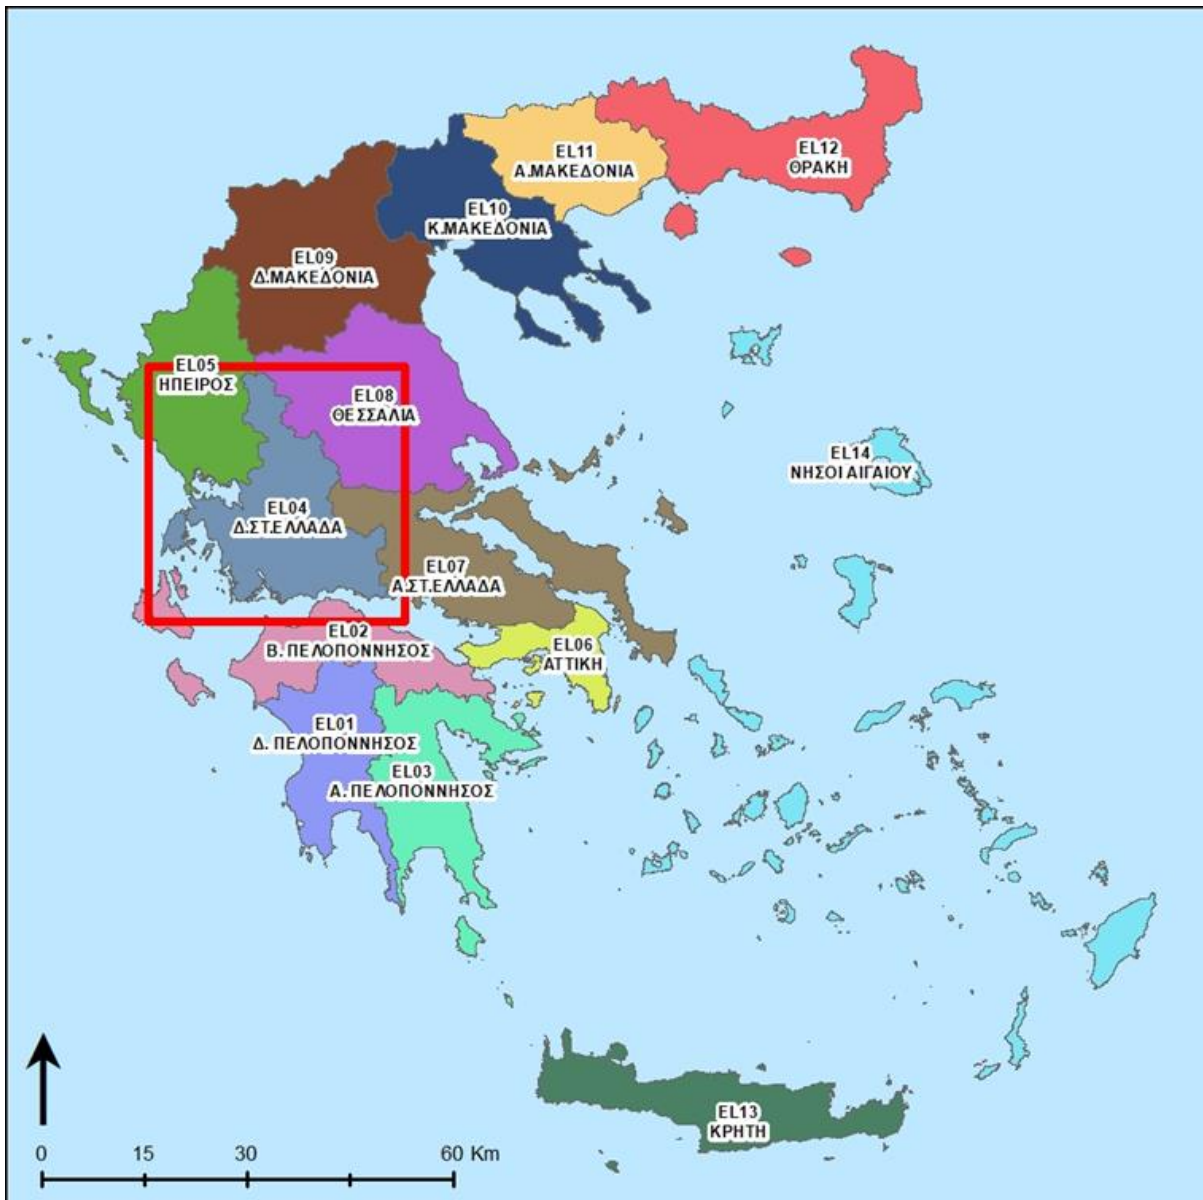 EL12
ΘΡΑΚΗ
EL11
Α.ΜΑΚΕΔΟΝΙΑ
EL10
Κ.ΜΑΚΕΔΟΝΙΑ
EL09
Δ.ΜΑΚΕΔΟΝΙΑ
EL05
ΗΠΕΙΡΟΣ
EL08
ΘΕΣΣΑΛΙΑ
EL14
ΝΗΣΟΙ ΑΙΓΑΙΟΥ
EL04
Δ.ΣΤ.ΕΛΛΑΔΑ
EL07
Α.ΣΤ.ΕΛΛΑΔΑ
EL02
Β. ΠΕΛΟΠΟΝΝΗΣΟΣ
EL06
ΑΤΤΙΚΗ
EL01
Δ. ΠΕΛΟΠΟΝΝΗΣΟΣ
EL03
Α. ΠΕΛΟΠΟΝΝΗΣΟΣ
EL13
ΚΡΗΤΗ
0 15 30 60 Km